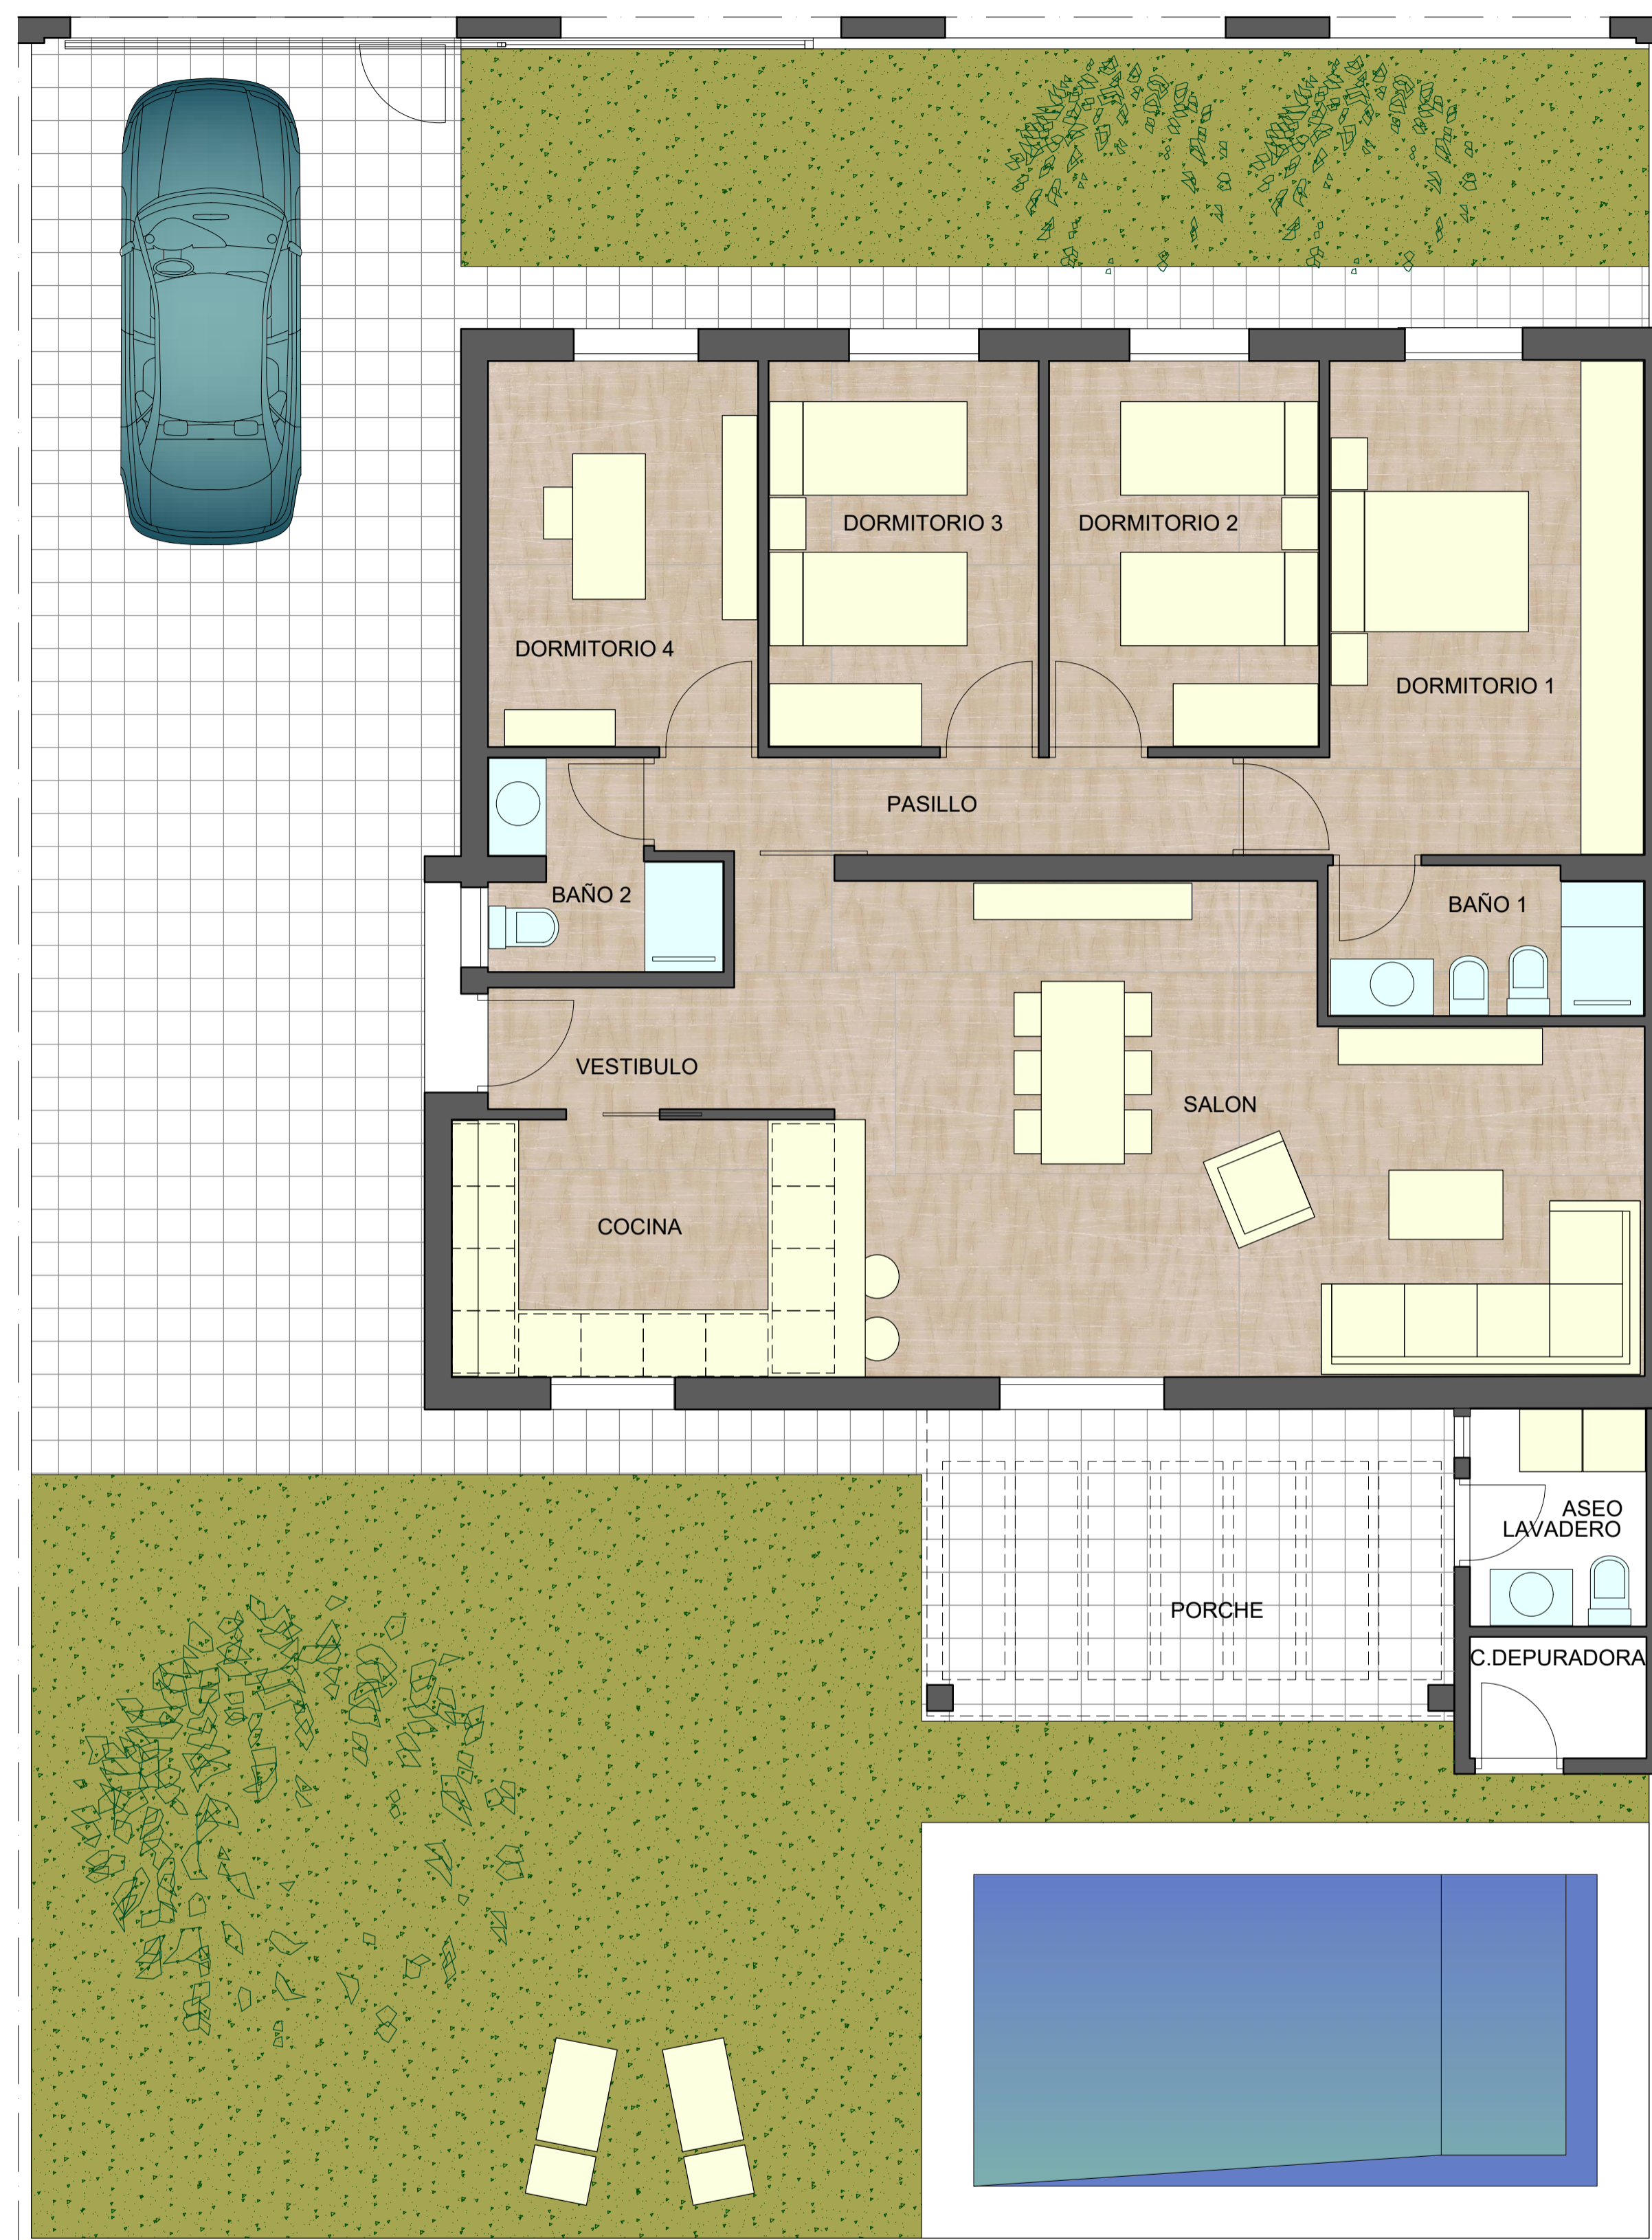 DORMITORIO 3
DORMITORIO 2
DORMITORIO 4
DORMITORIO 1
PASILLO
BAÑO 2
BAÑO 1
VESTIBULO
SALON
COCINA
ASEO
LAVADERO
PORCHE
C.DEPURADORA